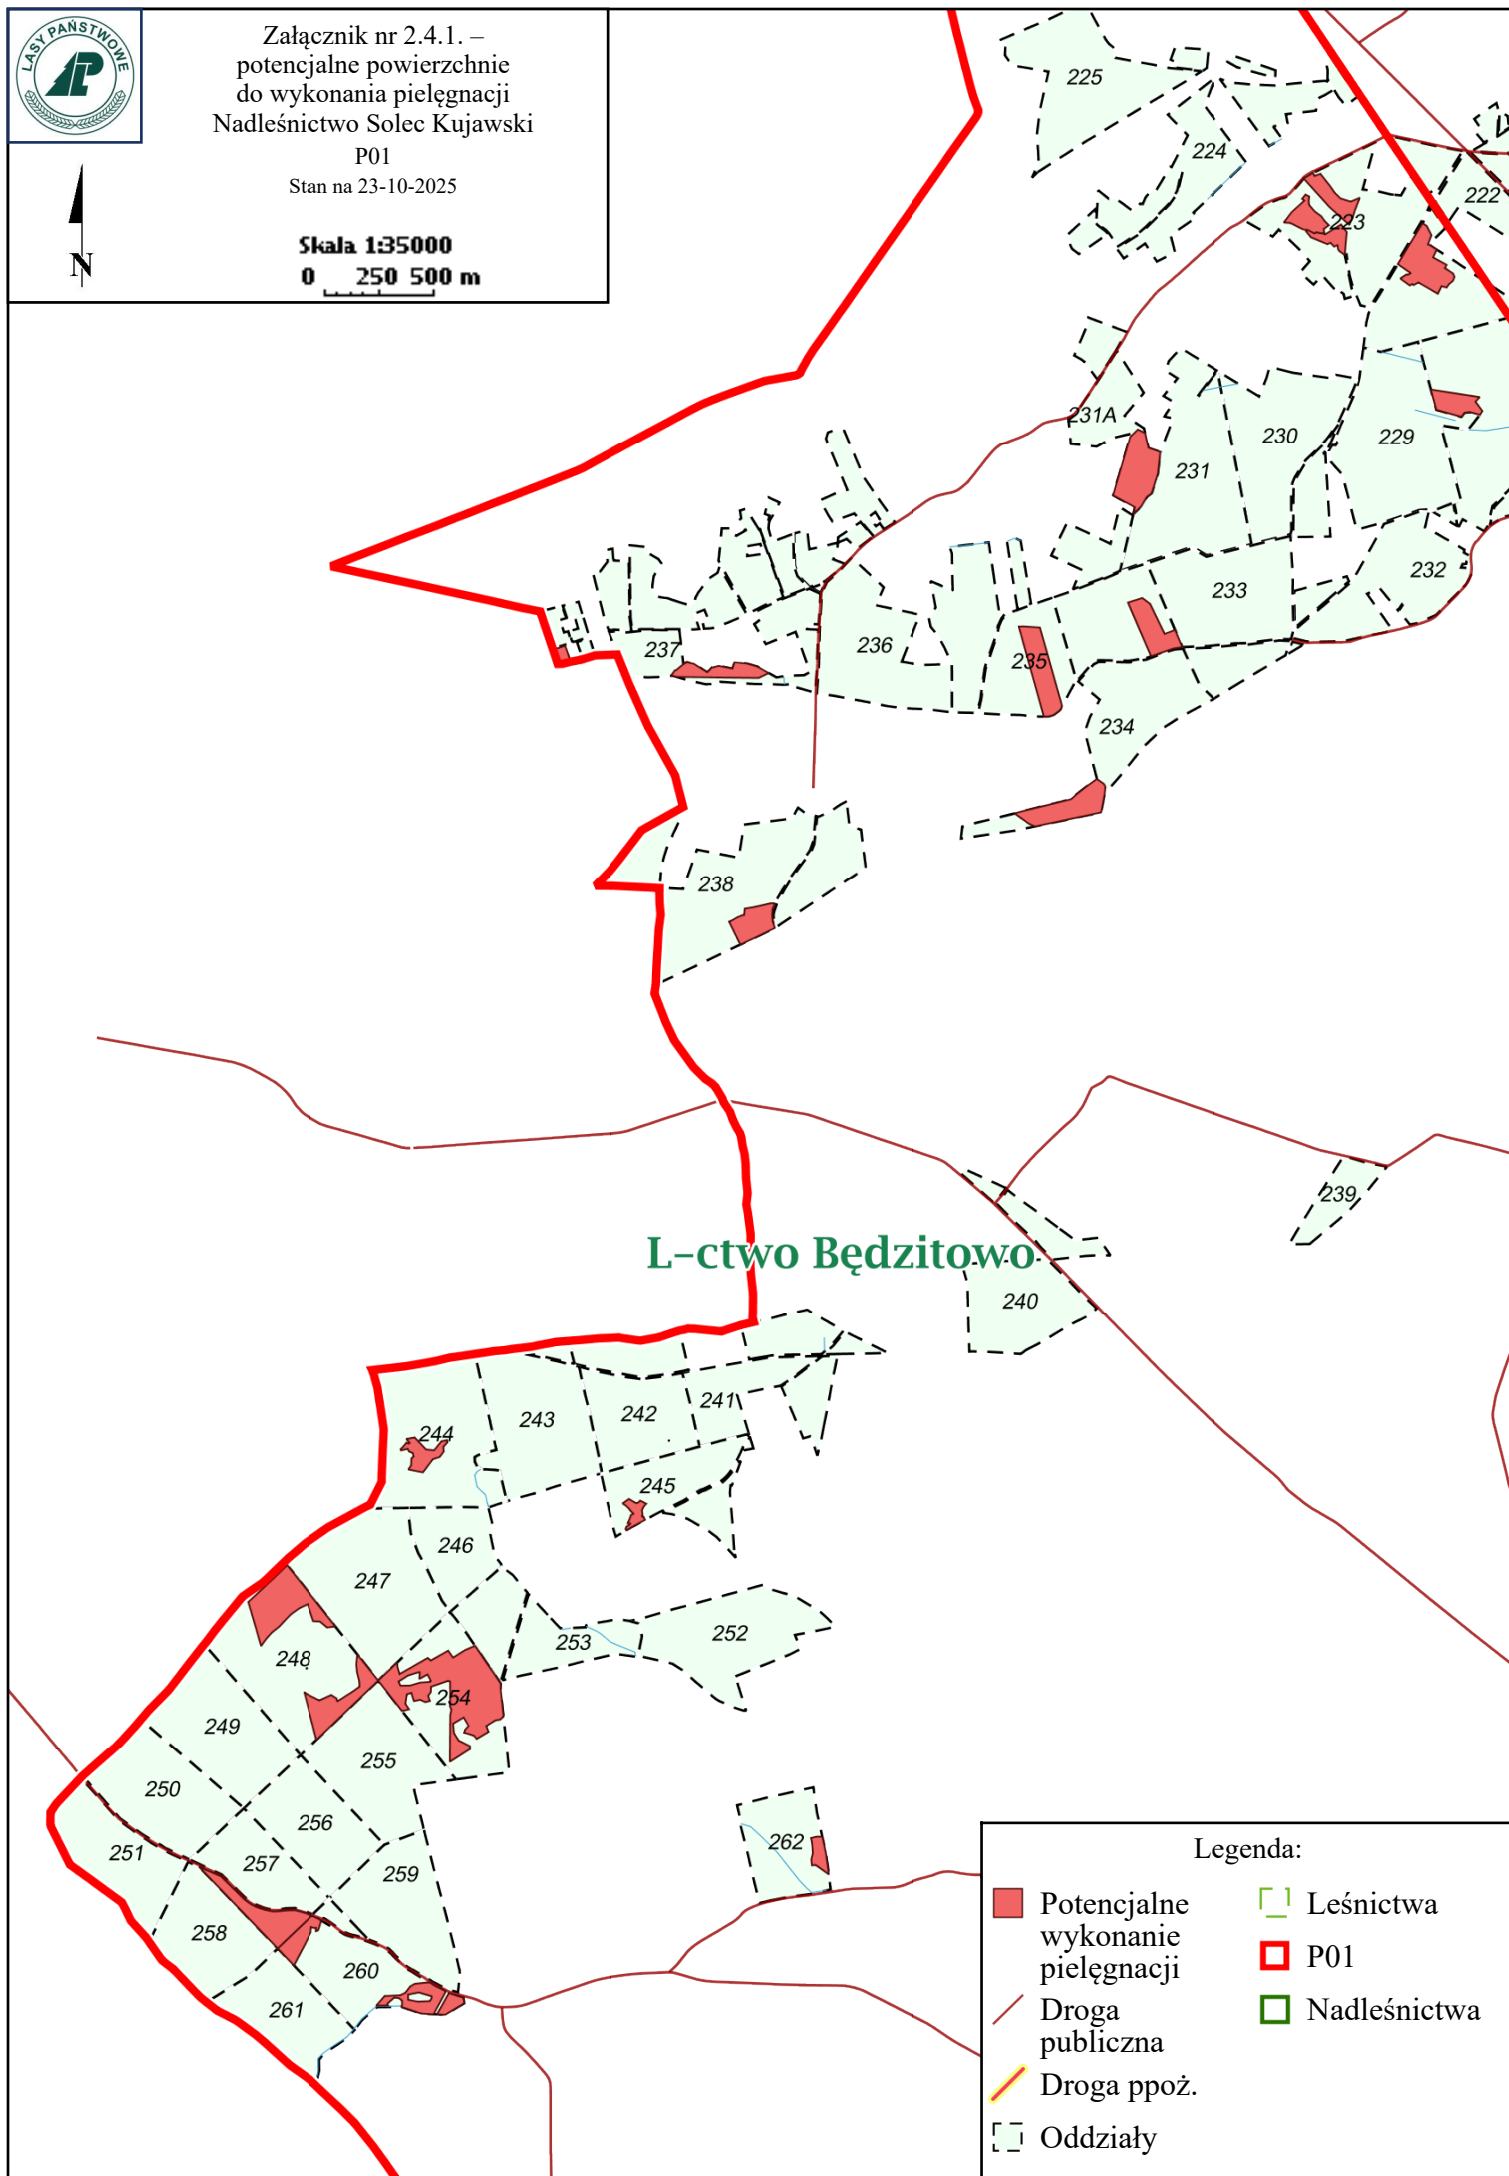 LASY PAŃSTWOWE
LP
Załącznik nr 2.4.1. –
potencjalne powierzchnie
do wykonania pielęgnacji
Nadleśnictwo Solec Kujawski
P01
Stan na 23-10-2025
N
Skala 1:35000
0 250 500 m
225
224
222
223
231A
230
229
231
232
233
237
236
235
234
238
239
L-ctwo Będzitowo
240
241
242
243
244
245
246
247
252
253
248
254
249
255
250
256
262
251
257
259
258
260
261
Legenda:
Potencjalne
wykonanie
pielęgnacji
Droga
publiczna
Droga ppoż.
Oddziały
Leśnictwa
P01
Nadleśnictwa